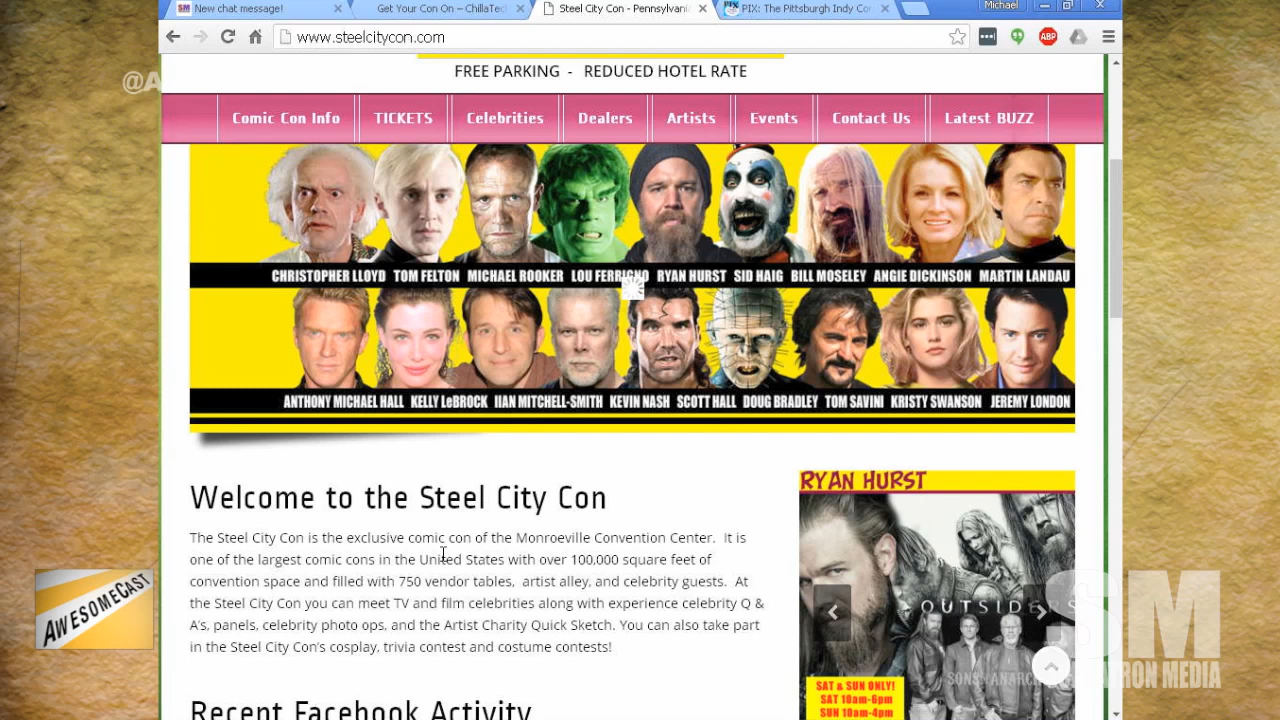 New chat message!
Get Your Con On – ChillaTec
Steel City Con - Pennsylvani
PIX: The Pittsburgh Indy Co
Michael
www.steelcitycon.com
ABP
@A
FREE PARKING - REDUCED HOTEL RATE
Comic Con Info
TICKETS
Celebrities
Dealers
Artists
Events
Contact Us
Latest BUZZ
CHRISTOPHER LLOYD TOM FELTON MICHAEL ROOKER LOU FERRIGNO RYAN HURST SID HAIG BILL MOSELEY ANGIE DICKINSON MARTIN LANDAU
ANTHONY MICHAEL HALL KELLY LeBROCK IIAN MITCHELL-SMITH KEVIN NASH SCOTT HALL DOUG BRADLEY TOM SAVINI KRISTY SWANSON JEREMY LONDON
Welcome to the Steel City Con
The Steel City Con is the exclusive comic con of the Monroeville Convention Center. It is
one of the largest comic cons in the United States with over 100,000 square feet of
convention space and filled with 750 vendor tables, artist alley, and celebrity guests. At
the Steel City Con you can meet TV and film celebrities along with experience celebrity Q &
A's, panels, celebrity photo ops, and the Artist Charity Quick Sketch. You can also take part
in the Steel City Con's cosplay, trivia contest and costume contests!
Recent Facebook Activity
RYAN HURST
OUTSIDERS
SAT & SUN ONLY!
SAT 10am-6pm
SUN 10am-4pm
AWESOMECAST
SM
MEDIA